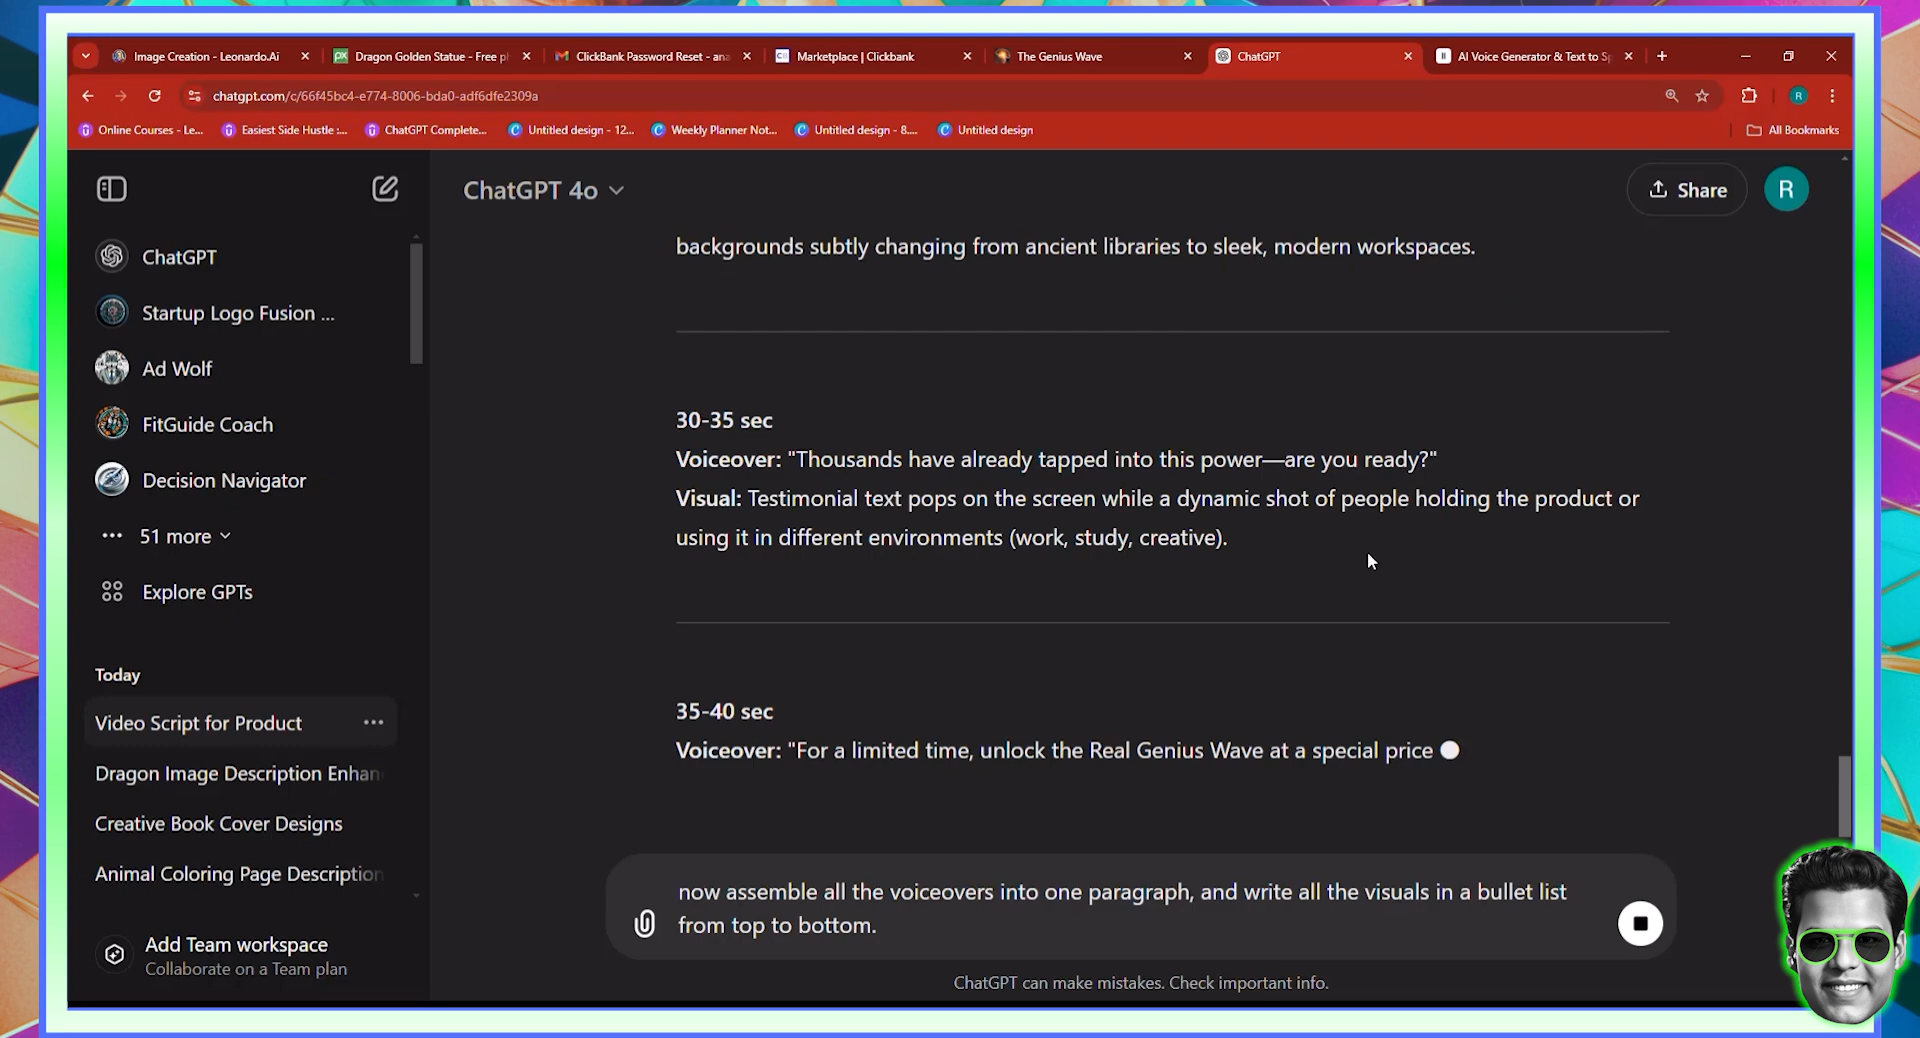 Image Creation - Leonardo.Ai
Dragon Golden Statue - Free ph
ClickBank Password Reset - ana
Marketplace | Clickbank
The Genius Wave
ChatGPT
AI Voice Generator & Text to Sp
chatgpt.com/c/66f45bc4-e774-8006-bda0-adf6dfe2309a
R
Online Courses - Le...
Easiest Side Hustle :...
ChatGPT Complete...
Untitled design - 12...
Weekly Planner Not...
Untitled design - 8....
Untitled design
All Bookmarks
ChatGPT 4o
Share
R
ChatGPT
Startup Logo Fusion ...
Ad Wolf
FitGuide Coach
Decision Navigator
51 more
Explore GPTs
Today
Video Script for Product
Dragon Image Description Enhan
Creative Book Cover Designs
Animal Coloring Page Description
Add Team workspace
Collaborate on a Team plan
backgrounds subtly changing from ancient libraries to sleek, modern workspaces.
30-35 sec
Voiceover: "Thousands have already tapped into this power—are you ready?"
Visual: Testimonial text pops on the screen while a dynamic shot of people holding the product or
using it in different environments (work, study, creative).
35-40 sec
Voiceover: "For a limited time, unlock the Real Genius Wave at a special price
now assemble all the voiceovers into one paragraph, and write all the visuals in a bullet list
from top to bottom.
ChatGPT can make mistakes. Check important info.